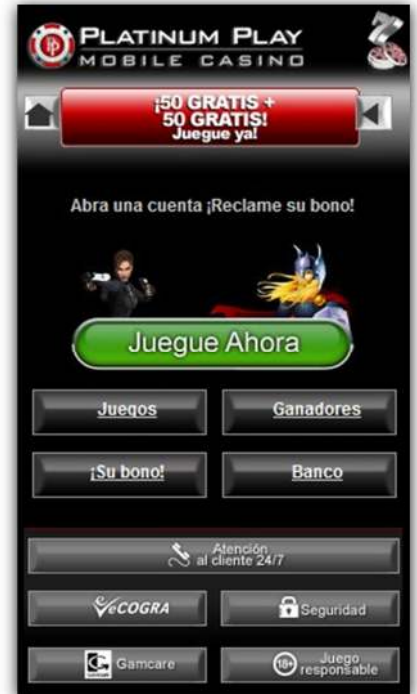 PLATINUM PLAY
MOBILE CASINO
¡50 GRATIS +
50 GRATIS!
Juegue ya!
Abra una cuenta ¡Reclame su bono!
Juegue Ahora
Juegos
Ganadores
¡Su bono!
Banco
Atención
al cliente 24/7
eCOGRA
Seguridad
Gamcare
18+
Juego
responsable